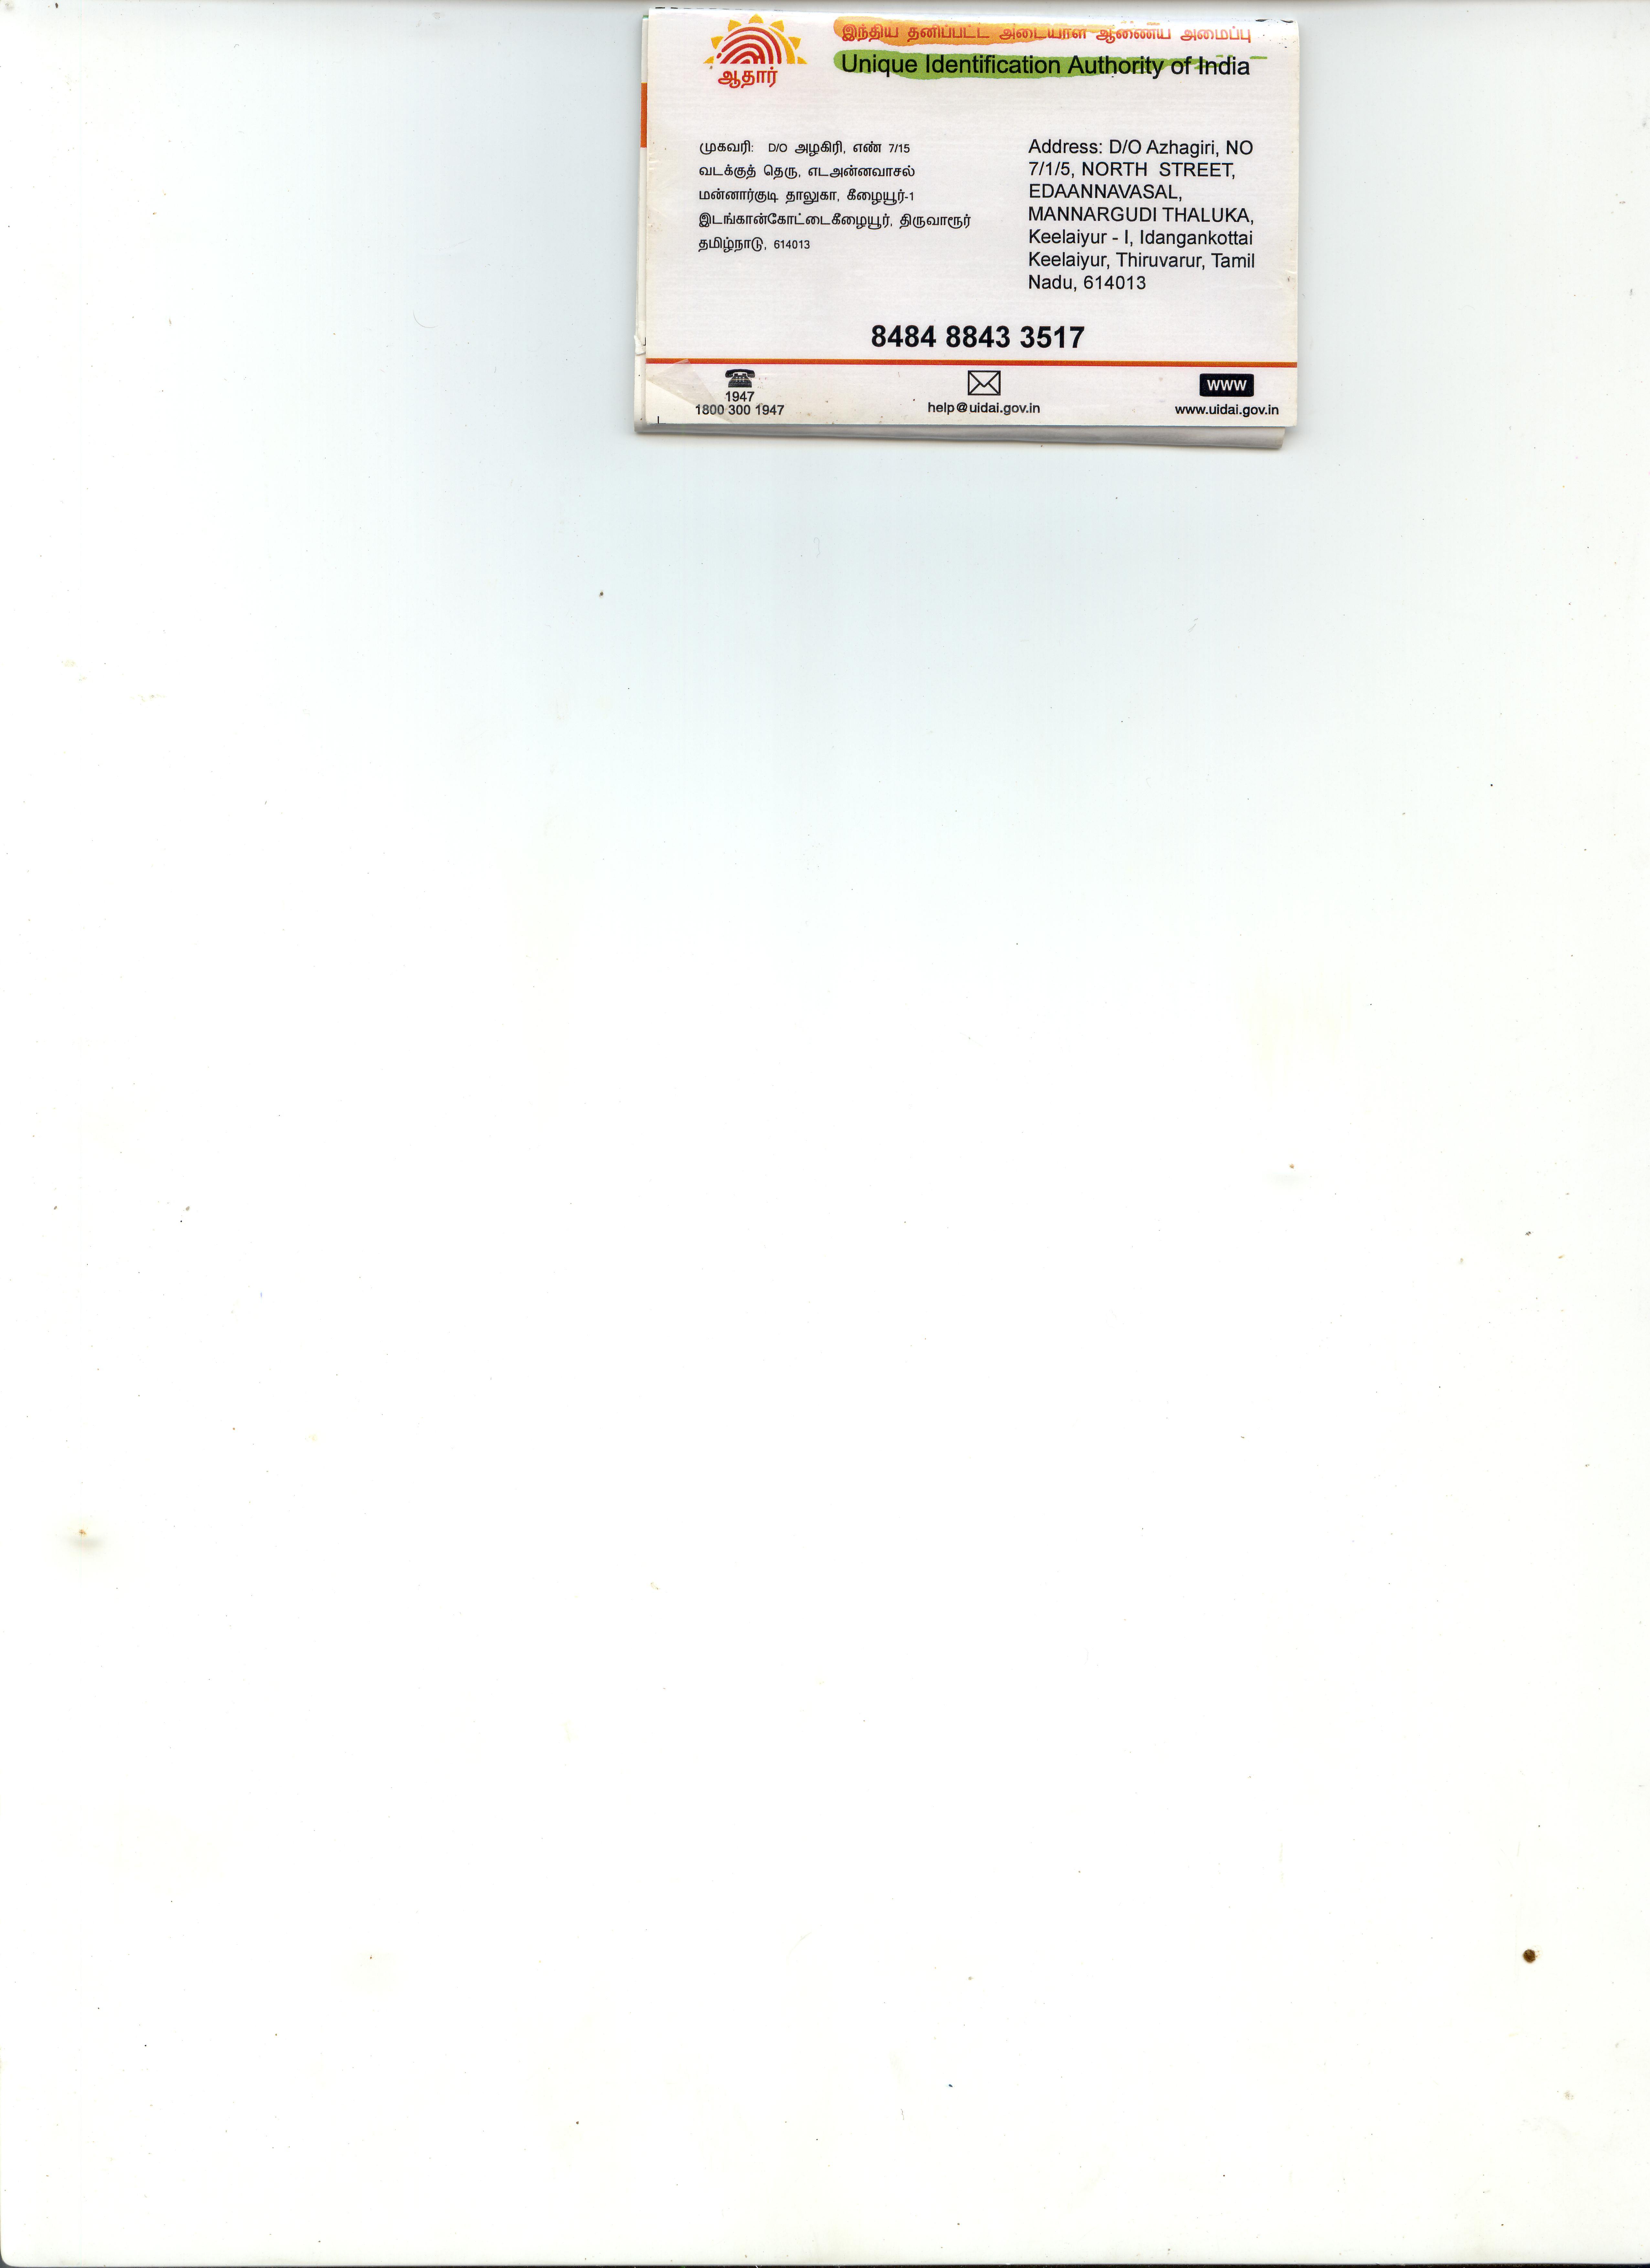 ஆதார்
இந்திய தனிப்பட்ட அடையாள ஆணைய அமைப்பு
Unique Identification Authority of India
முகவரி: D/O அழகிரி, எண் 7/15
வடக்குத் தெரு, எடஅன்னவாசல்
மன்னார்குடி தாலுகா, கீழையூர்-1
இடங்கான்கோட்டைகீழையூர், திருவாரூர்
தமிழ்நாடு, 614013
Address: D/O Azhagiri, NO
7/1/5, NORTH STREET,
EDAANNAVASAL,
MANNARGUDI THALUKA,
Keelaiyur - I, Idangankottai
Keelaiyur, Thiruvarur, Tamil
Nadu, 614013
8484 8843 3517
1947
1800 300 1947
help@uidai.gov.in
WWW
www.uidai.gov.in